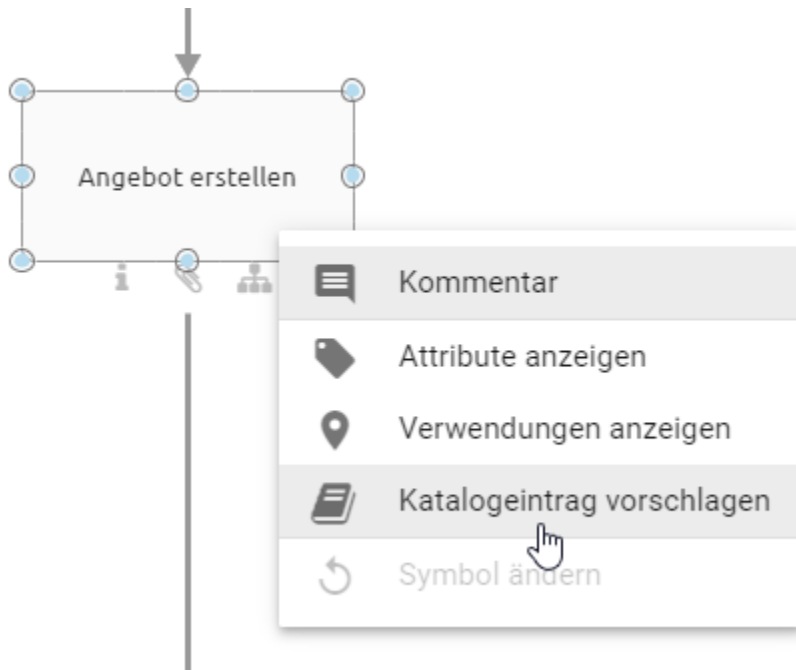 Angebot erstellen
Kommentar
Attribute anzeigen
Verwendungen anzeigen
Katalogeintrag vorschlagen
Symbol ändern